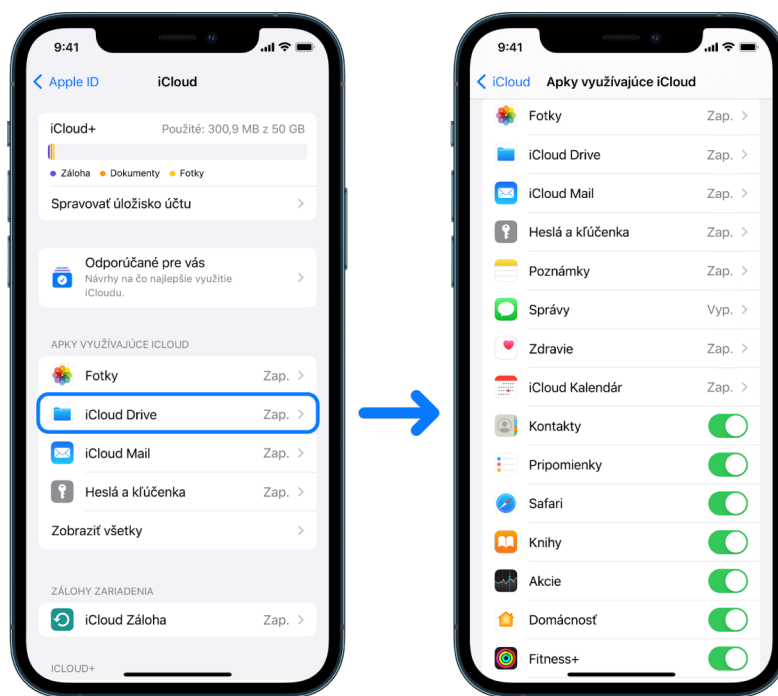 9:41
Apple ID
iCloud
iCloud+
Použité: 300,9 MB z 50 GB
Záloha
Dokumenty
Fotky
Spravovať úložisko účtu
Odporúčané pre vás
Návrhy na čo najlepšie využitie
iCloudu.
APKY VYUŽÍVAJÚCE ICLOUD
Fotky
Zap.
iCloud Drive
Zap.
iCloud Mail
Zap.
Heslá a kľúčenka
Zap.
Zobraziť všetky
ZÁLOHY ZARIADENIA
iCloud Záloha
Zap.
ICLOUD+
9:41
iCloud
Apky využívajúce iCloud
Fotky
Zap.
iCloud Drive
Zap.
iCloud Mail
Zap.
Heslá a kľúčenka
Zap.
Poznámky
Zap.
Správy
Vyp.
Zdravie
Zap.
iCloud Kalendár
Zap.
Kontakty
Pripomienky
Safari
Knihy
Akcie
Domácnosť
Fitness+